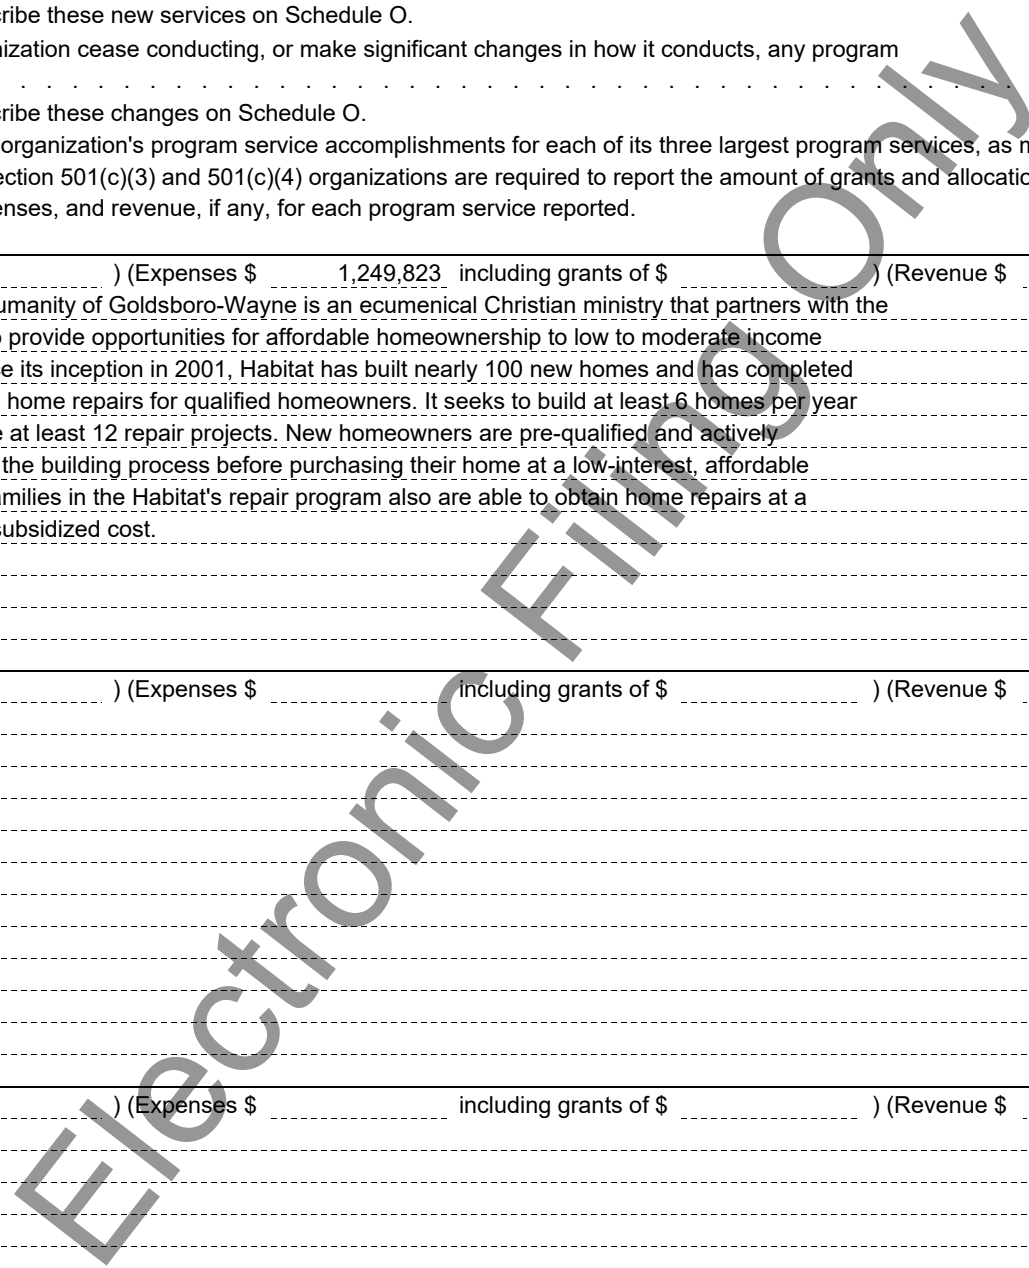 cribe these new services on Schedule O.
nization cease conducting, or make significant changes in how it conducts, any program
. . . . . . . . . . . . . . . . . . . . . . . . . . . . . . . . . . . . . . .
cribe these changes on Schedule O.
organization's program service accomplishments for each of its three largest program services, as m
ection 501(c)(3) and 501(c)(4) organizations are required to report the amount of grants and allocatio
enses, and revenue, if any, for each program service reported.
) (Expenses $ 1,249,823 including grants of $ ) (Revenue $
umanity of Goldsboro-Wayne is an ecumenical Christian ministry that partners with the
o provide opportunities for affordable homeownership to low to moderate income
e its inception in 2001, Habitat has built nearly 100 new homes and has completed
home repairs for qualified homeowners. It seeks to build at least 6 homes per year
e at least 12 repair projects. New homeowners are pre-qualified and actively
the building process before purchasing their home at a low-interest, affordable
amilies in the Habitat's repair program also are able to obtain home repairs at a
subsidized cost.
) (Expenses $ including grants of $ ) (Revenue $
) (Expenses $ including grants of $ ) (Revenue $
Electronic Filing Only